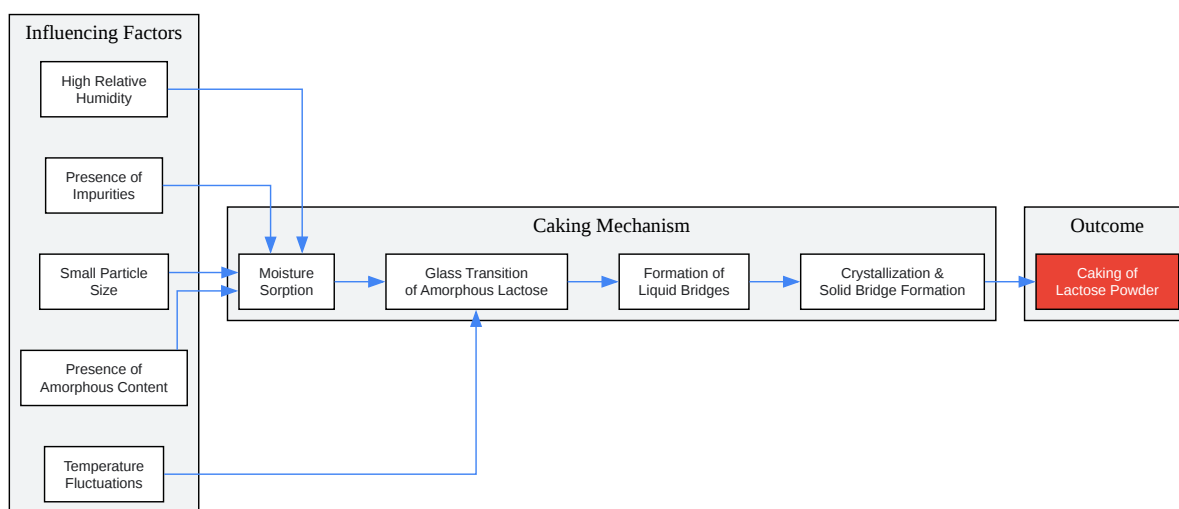 Influencing Factors
High Relative
Humidity
Presence of
Impurities
Small Particle
Size
Presence of
Amorphous Content
Temperature
Fluctuations
Caking Mechanism
Moisture
Sorption
Glass Transition
of Amorphous Lactose
Formation of
Liquid Bridges
Crystallization &
Solid Bridge Formation
Outcome
Caking of
Lactose Powder